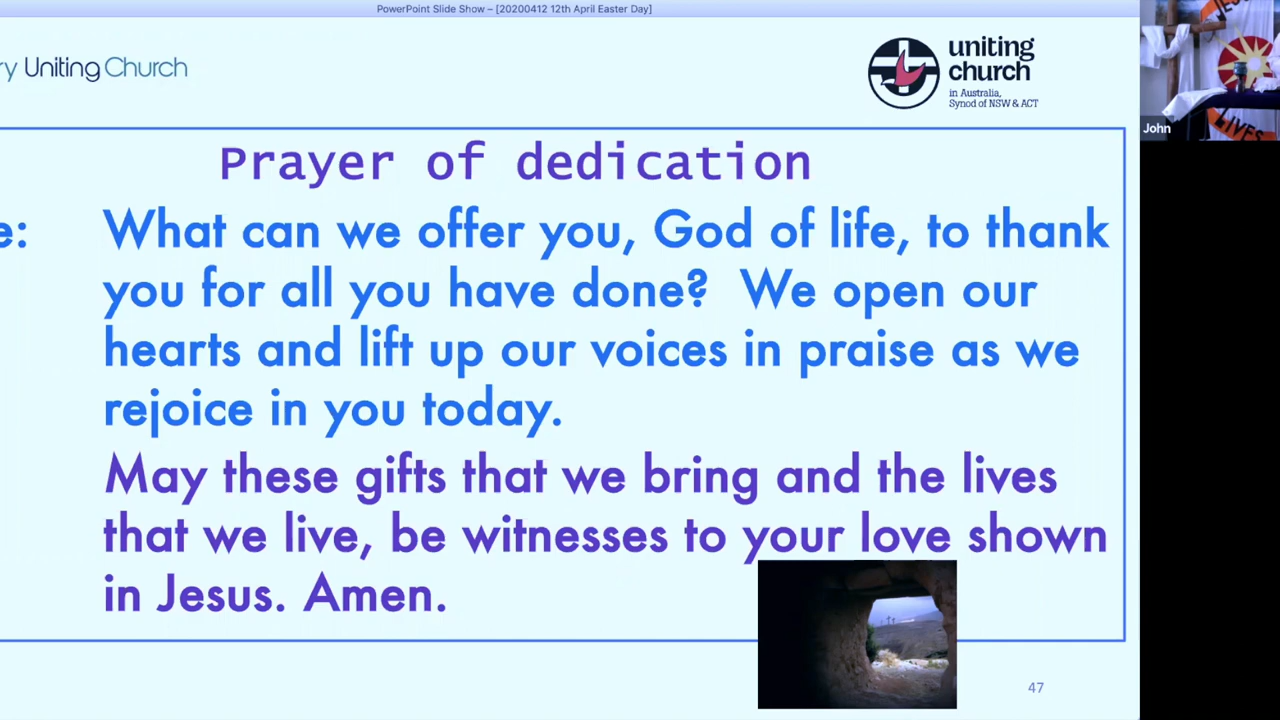 PowerPoint Slide Show – [20200412 12th April Easter Day]
ry Uniting Church
uniting
church
in Australia,
Synod of NSW & ACT
John
LIVES
Prayer of dedication
e: What can we offer you, God of life, to thank
you for all you have done? We open our
hearts and lift up our voices in praise as we
rejoice in you today.
May these gifts that we bring and the lives
that we live, be witnesses to your love shown
in Jesus. Amen.
47